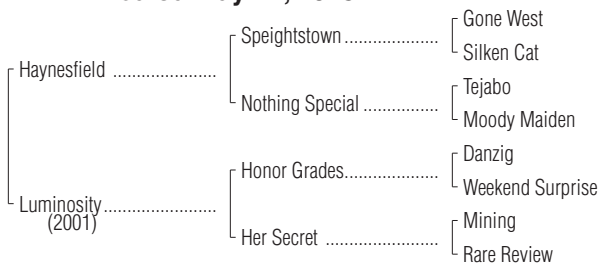 Gone West
Speightstown
Silken Cat
Haynesfield
Tejabo
Nothing Special
Moody Maiden
Danzig
Honor Grades
Weekend Surprise
Luminosity
(2001)
Mining
Her Secret
Rare Review